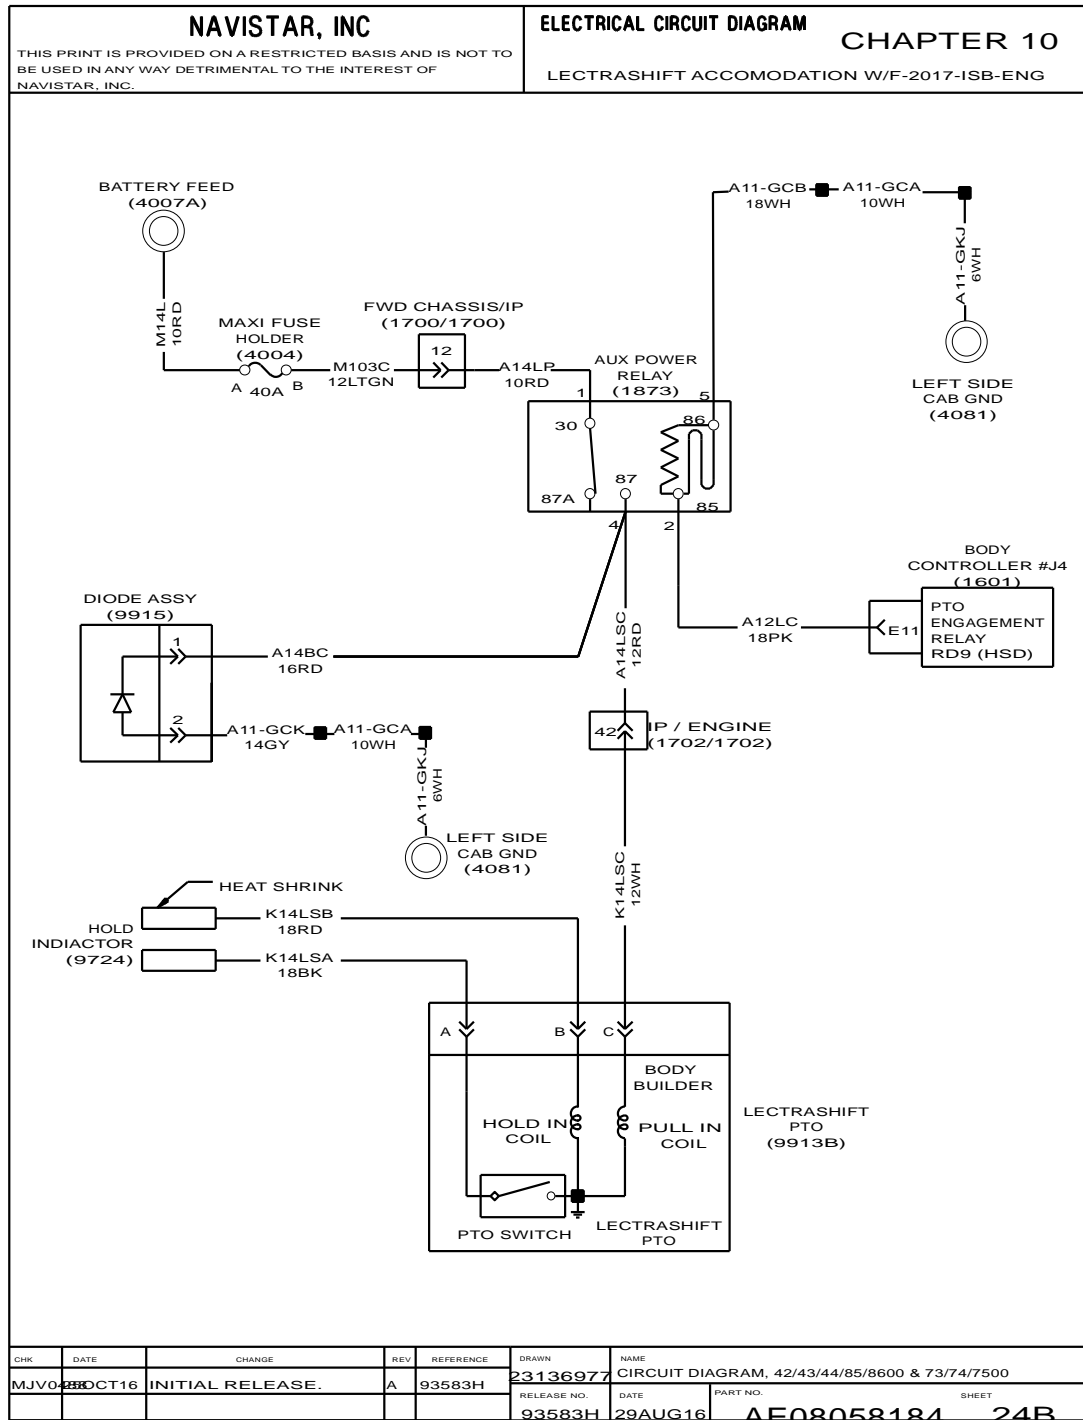 NAVISTAR, INC
THIS PRINT IS PROVIDED ON A RESTRICTED BASIS AND IS NOT TO
BE USED IN ANY WAY DETRIMENTAL TO THE INTEREST OF
NAVISTAR, INC.
ELECTRICAL CIRCUIT DIAGRAM
CHAPTER 10
LECTRASHIFT ACCOMODATION W/F-2017-ISB-ENG
BATTERY FEED
(4007A)
M14L
10RD
MAXI FUSE
HOLDER
(4004)
A 40A B
M103C
12LTGN
FWD CHASSIS/IP
(1700/1700)
12
A14LP
10RD
AUX POWER
RELAY
(1873)
1
5
30
86
87A
87
85
4
2
A11-GCB
18WH
A11-GCA
10WH
A11-GKJ
6WH
LEFT SIDE
CAB GND
(4081)
BODY
CONTROLLER #J4
(1601)
A12LC
18PK
E11
PTO
ENGAGEMENT
RELAY
RD9 (HSD)
DIODE ASSY
(9915)
1
2
A14BC
16RD
A11-GCK
14GY
A11-GCA
10WH
A11-GKJ
6WH
LEFT SIDE
CAB GND
(4081)
A14LSC
12RD
42
IP / ENGINE
(1702/1702)
K14LSC
12WH
HEAT SHRINK
HOLD
INDIACTOR
(9724)
K14LSB
18RD
K14LSA
18BK
A
B
C
BODY
BUILDER
HOLD IN
COIL
PULL IN
COIL
LECTRASHIFT
PTO
(9913B)
PTO SWITCH
LECTRASHIFT
PTO
CHK DATE CHANGE REV REFERENCE DRAWN NAME
INITIAL RELEASE. A 93583H 23136977 CIRCUIT DIAGRAM, 42/43/44/85/8600 & 73/74/7500
RELEASE NO. DATE PART NO. SHEET
93583H 29AUG16 AE08058184 24B